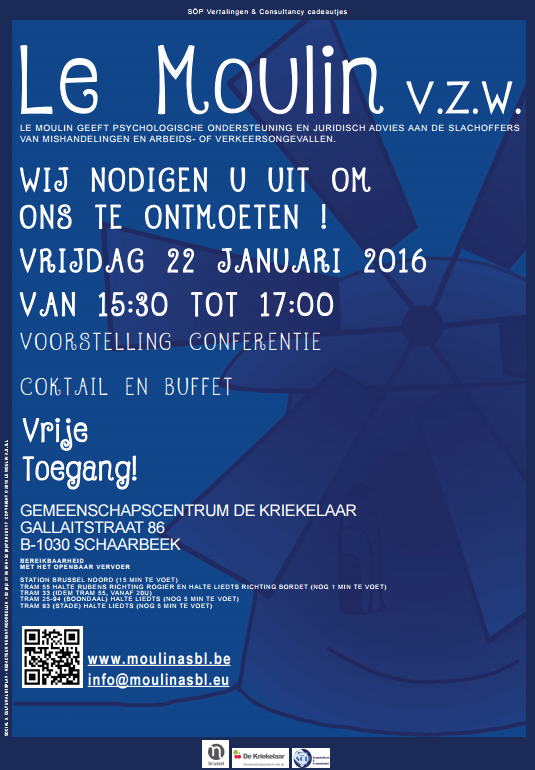 SÖP Vertalingen & Consultancy cadeautjes
Le Moulin v.z.w.
LE MOULIN GEEFT PSYCHOLOGISCHE ONDERSTEUNING EN JURIDISCH ADVIES AAN DE SLACHOFFERS
VAN MISHANDELINGEN EN ARBEIDS- OF VERKEERSONGEVALLEN.
WIJ NODIGEN U UIT OM
ONS TE ONTMOETEN !
VRIJDAG 22 JANUARI 2016
VAN 15:30 TOT 17:00
VOORSTELLING CONFERENTIE
COKTAIL EN BUFFET
Vrije
Toegang!
GEMEENSCHAPSCENTRUM DE KRIEKELAAR
GALLAITSTRAAT 86
B-1030 SCHAARBEEK
BEREIKBAARHEID
MET HET OPENBAAR VERVOER
STATION BRUSSEL NOORD (15 MIN TE VOET)
TRAM 55 HALTE RUBENS RICHTING ROGIER EN HALTE LIEDTS RICHTING BORDET (NOG 1 MIN TE VOET)
TRAM 33 (IDEM TRAM 55, VANAF 20U)
TRAM 25-94 (BOONDAAL) HALTE LIEDTS (NOG 5 MIN TE VOET)
TRAM 93 (STADE) HALTE LIEDTS (NOG 5 MIN TE VOET)
www.moulinasbl.be
info@moulinasbl.eu
n
brussel
De Kriekelaar